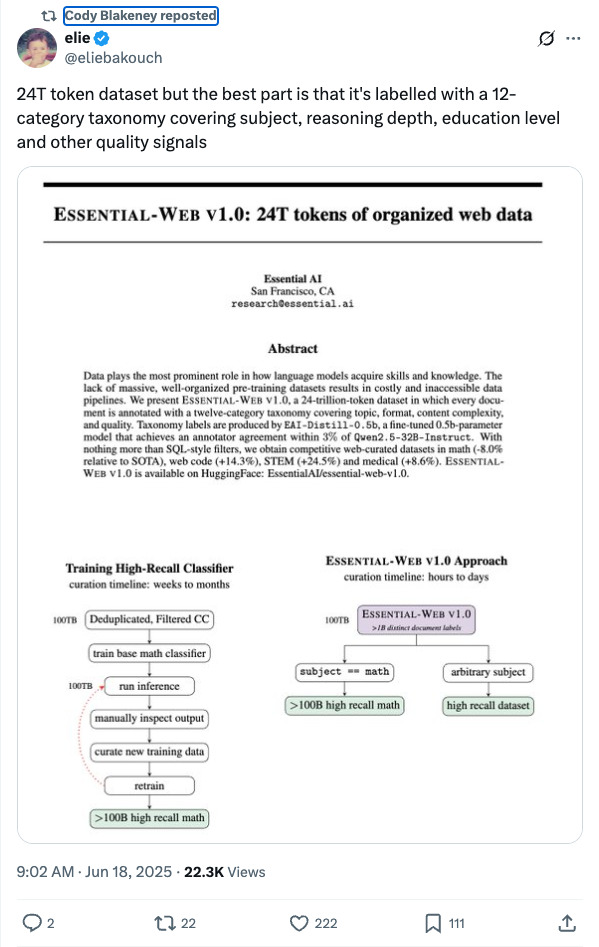 Cody Blakeney reposted
elie
@eliebakouch
24T token dataset but the best part is that it's labelled with a 12-
category taxonomy covering subject, reasoning depth, education level
and other quality signals
ESSENTIAL-WEB V1.0: 24T tokens of organized web data
Essential AI
San Francisco, CA
research@essential.ai
Abstract
Data plays the most prominent role in how language models acquire skills and knowledge. The
lack of massive, well-organized pre-training datasets results in costly and inaccessible data
pipelines. We present ESSENTIAL-WEB V1.0, a 24-trillion-token dataset in which every docu-
ment is annotated with a twelve-category taxonomy covering topic, format, content complexity,
and quality. Taxonomy labels are produced by EAI-Distill-0.5b, a fine-tuned 0.5b-parameter
model that achieves an annotator agreement within 3% of Qwen2.5-32B-Instruct. With
nothing more than SQL-style filters, we obtain competitive web-curated datasets in math (-8.0%
relative to SOTA), web code (+14.3%), STEM (+24.5%) and medical (+8.6%). ESSENTIAL-
WEB V1.0 is available on HuggingFace: EssentialAI/essential-web-v1.0.
Training High-Recall Classifier
curation timeline: weeks to months
100TB
Deduplicated, Filtered CC
train base math classifier
100TB
run inference
manually inspect output
curate new training data
retrain
>100B high recall math
ESSENTIAL-WEB V1.0 Approach
curation timeline: hours to days
100TB
ESSENTIAL-WEB V1.0
>1B distinct document labels
subject == math
arbitrary subject
>100B high recall math
high recall dataset
9:02 AM · Jun 18, 2025 · 22.3K Views
2
22
222
111